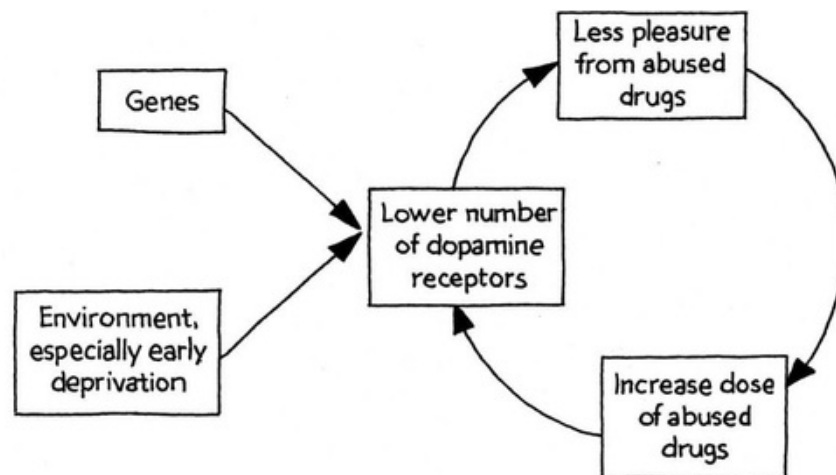 Genes
Environment,
especially early
deprivation
Lower number
of dopamine
receptors
Less pleasure
from abused
drugs
Increase dose
of abused
drugs